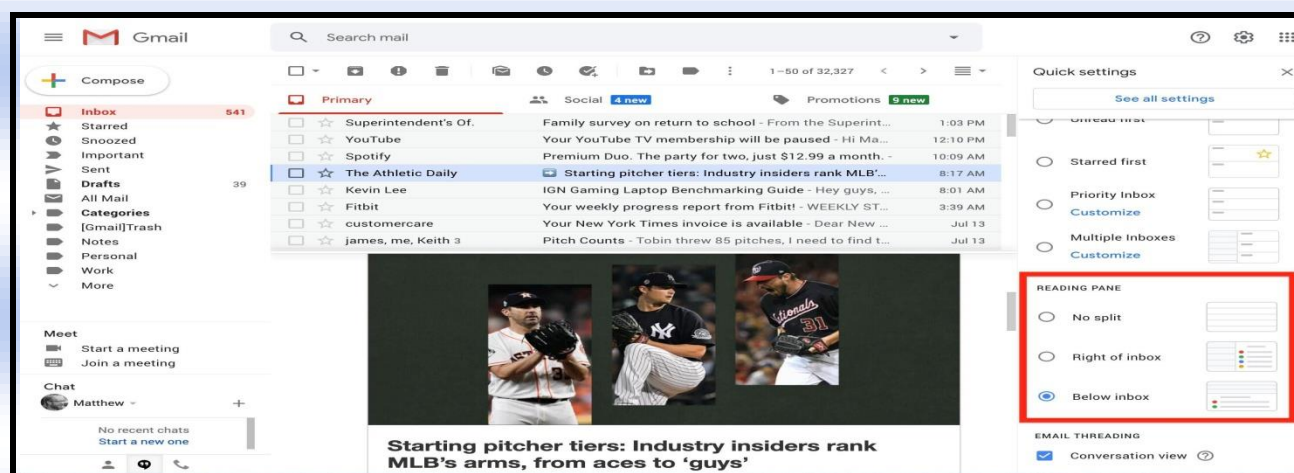 Gmail
Search mail
Compose
Inbox 541
Starred
Snoozed
Important
Sent
Drafts 39
All Mail
Categories
[Gmail]Trash
Notes
Personal
Work
More
Meet
Start a meeting
Join a meeting
Chat
Matthew
No recent chats
Start a new one
1–50 of 32,327
Primary
Social 4 new
Promotions 9 new
Superintendent's Of. Family survey on return to school - From the Superint... 1:03 PM
YouTube Your YouTube TV membership will be paused - Hi Ma... 12:10 PM
Spotify Premium Duo. The party for two, just $12.99 a month. - 10:09 AM
The Athletic Daily Starting pitcher tiers: Industry insiders rank MLB'... 8:17 AM
Kevin Lee IGN Gaming Laptop Benchmarking Guide - Hey guys, ... 8:01 AM
Fitbit Your weekly progress report from Fitbit! - WEEKLY ST... 3:39 AM
customercare Your New York Times invoice is available - Dear New ... Jul 13
james, me, Keith 3 Pitch Counts - Tobin threw 85 pitches, I need to find t... Jul 13
nationals
31
Starting pitcher tiers: Industry insiders rank
MLB's arms, from aces to 'guys'
Quick settings
See all settings
Unread first
Starred first
Priority Inbox
Customize
Multiple Inboxes
Customize
READING PANE
No split
Right of inbox
Below inbox
EMAIL THREADING
Conversation view